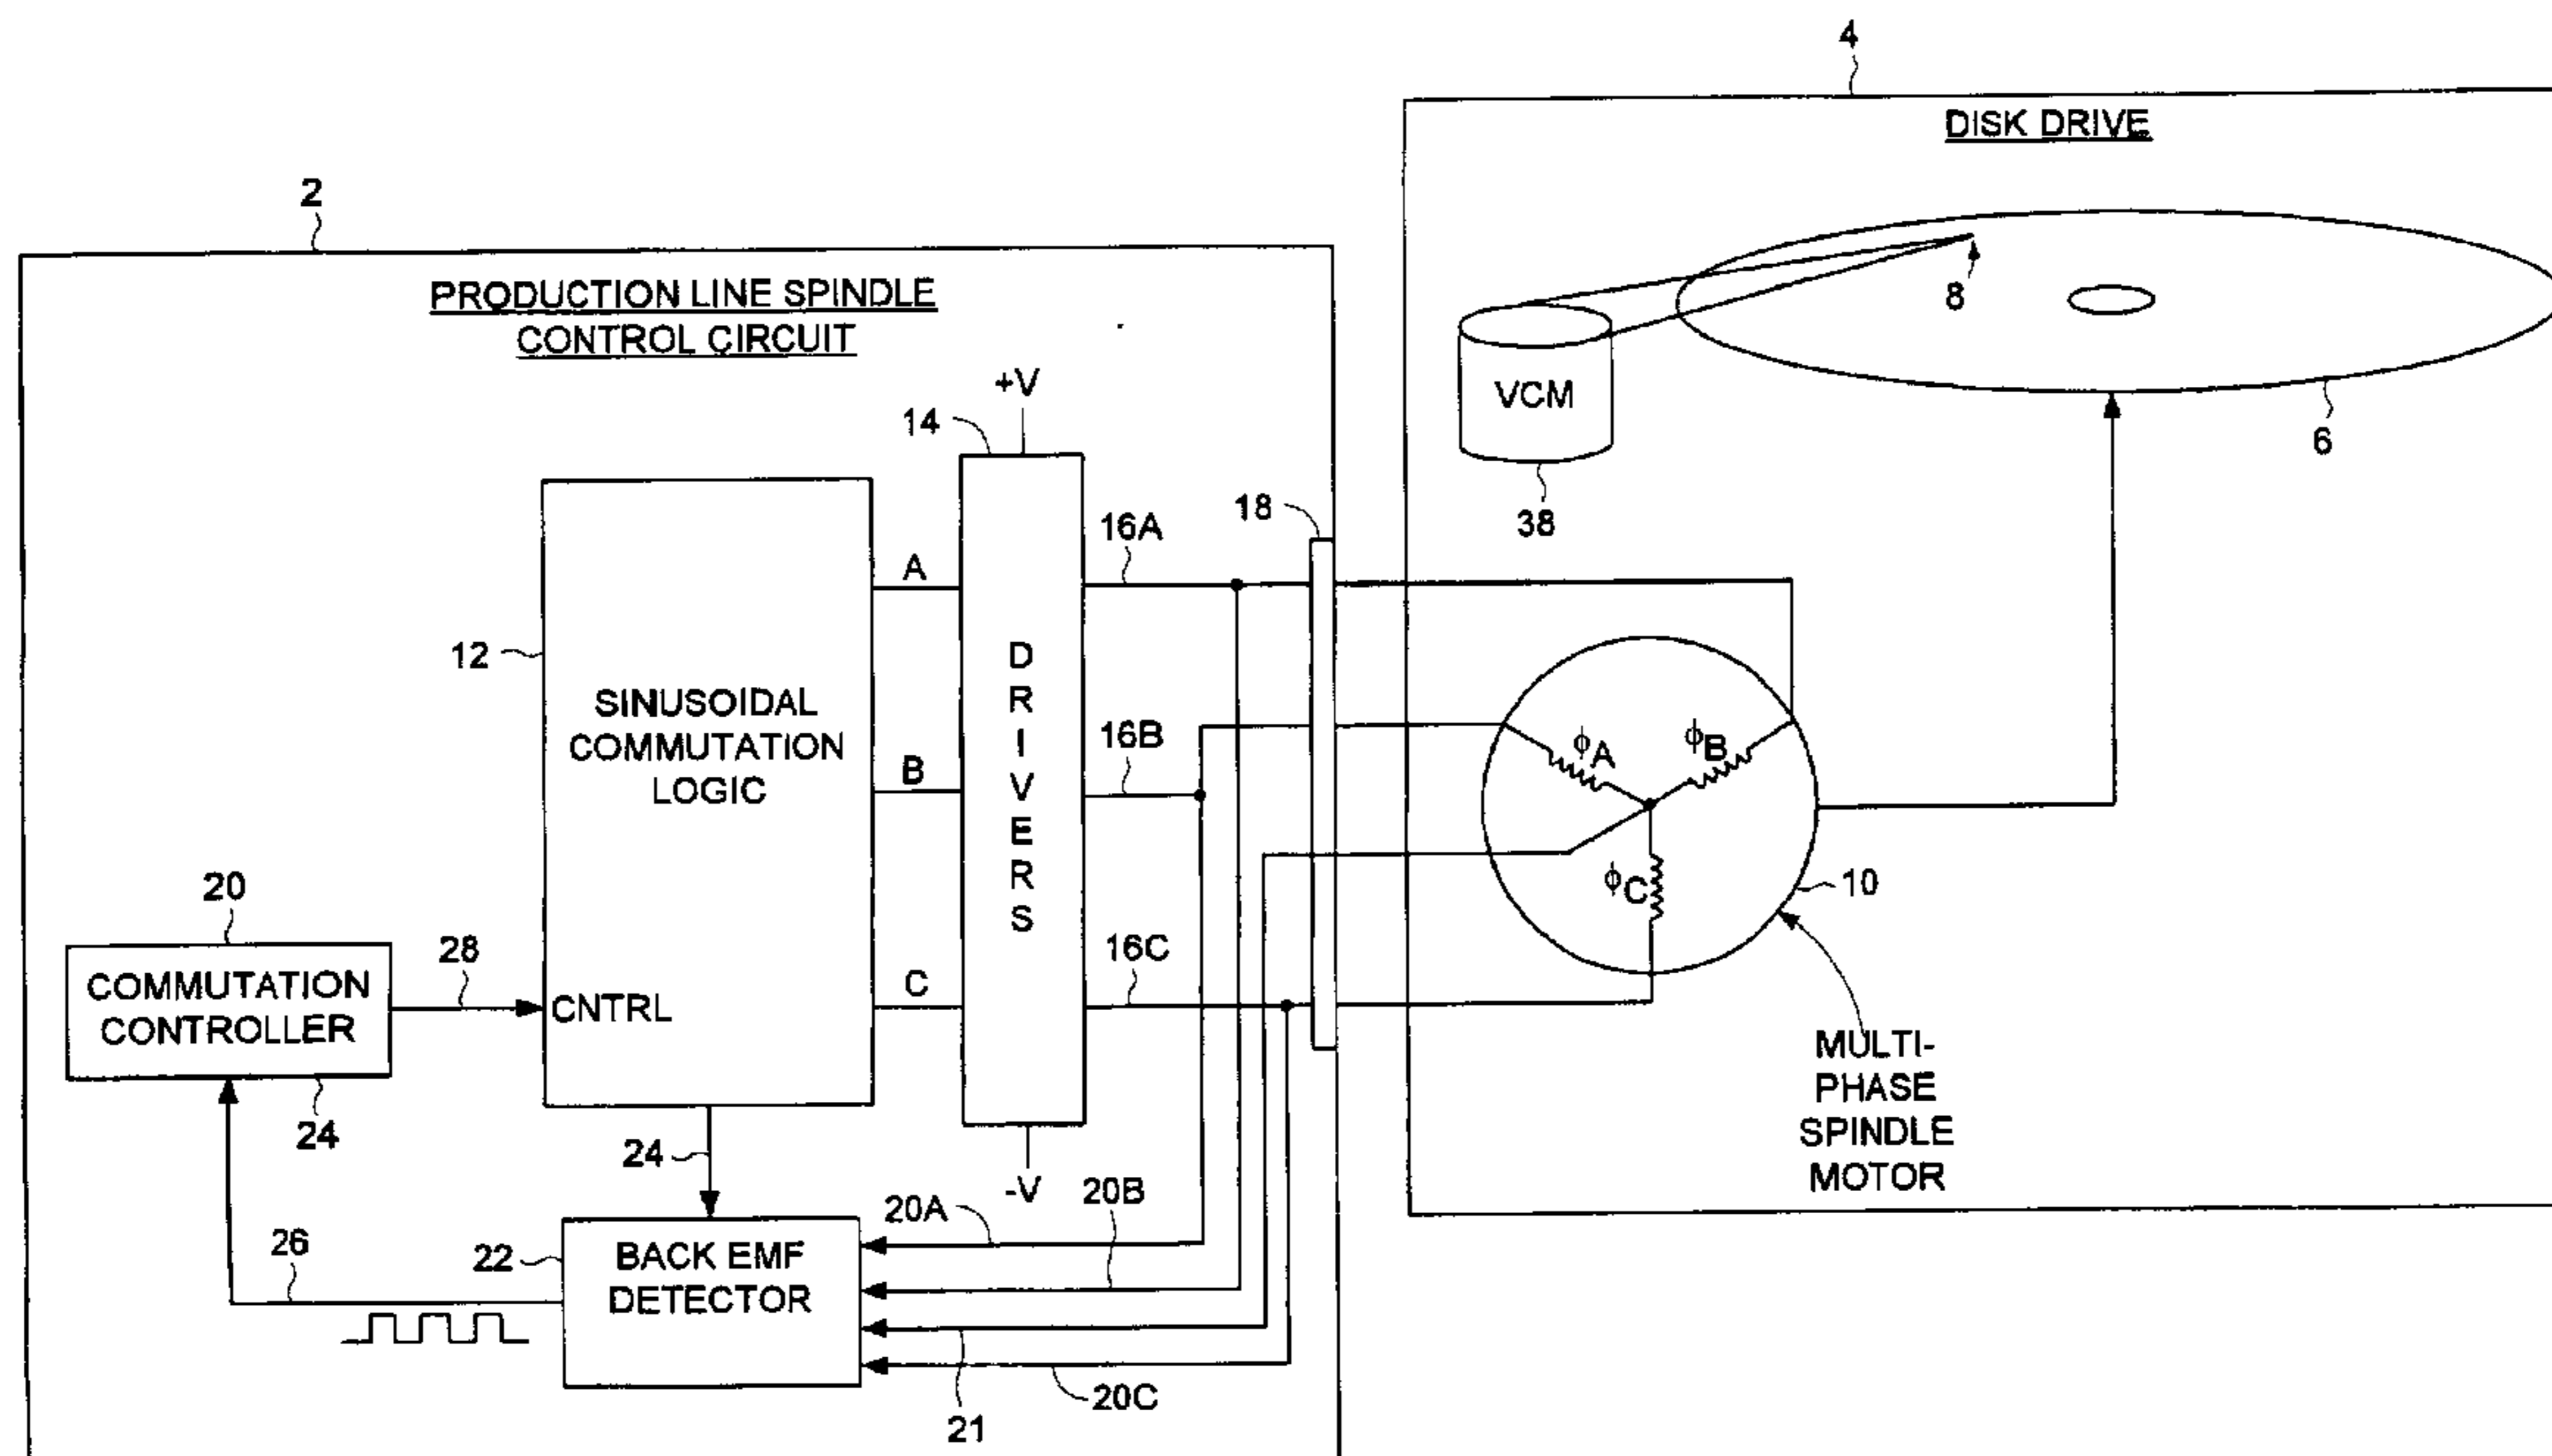 4
DISK DRIVE
2
PRODUCTION LINE SPINDLE
CONTROL CIRCUIT
8
+V
VCM
6
14
38
18
16A
A
12
DRIVERS
SINUSOIDAL
COMMUTATION
LOGIC
16B
B
ϕA
ϕB
ϕC
10
20
28
16C
C
COMMUTATION
CONTROLLER
CNTRL
MULTI-
PHASE
SPINDLE
MOTOR
24
24
-V
20B
20A
26
22
BACK EMF
DETECTOR
20C
21